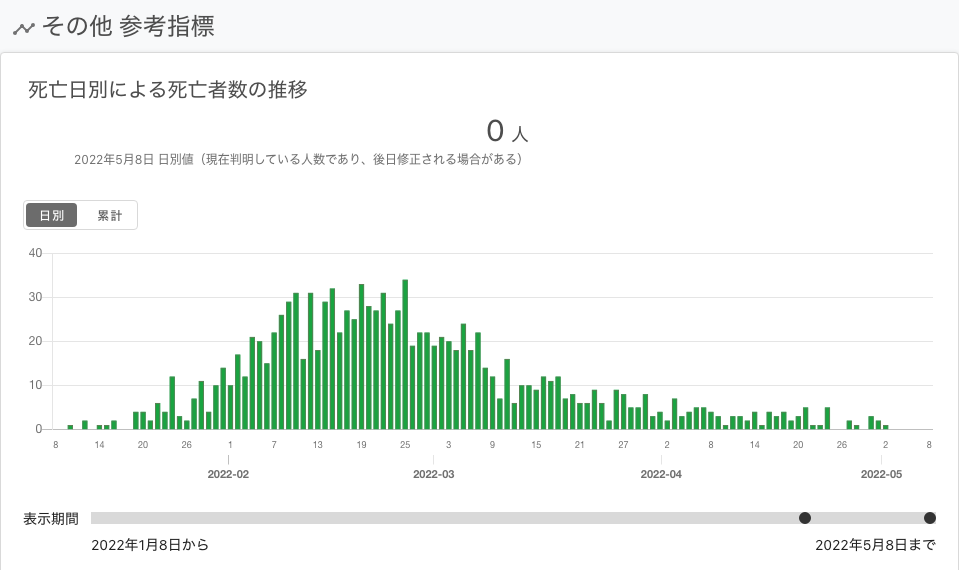 その他 参考指標
死亡日別による死亡者数の推移
0 人
2022年5月8日 日別値（現在判明している人数であり、後日修正される場合がある）
日別 累計
40
30
20
10
0
8 14 20 26 1 7 13 19 25 3 9 15 21 27 2 8 14 20 26 2 8
2022-02 2022-03 2022-04 2022-05
表示期間
2022年1月8日から 2022年5月8日まで